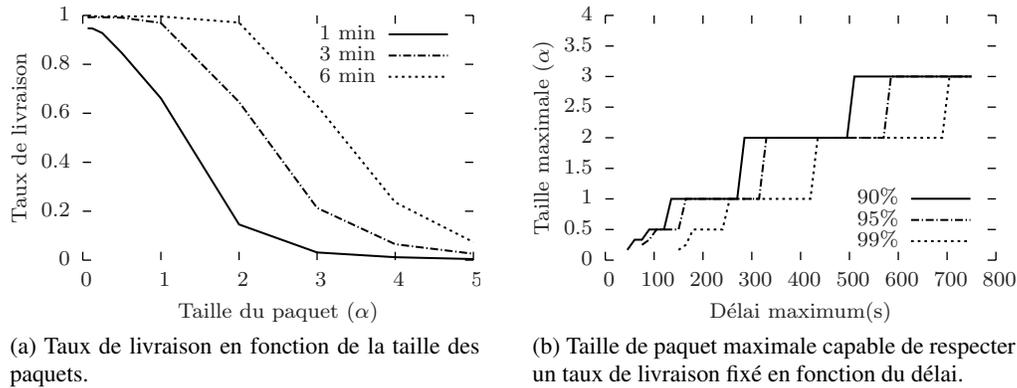 Taux de livraison
1
0.8
0.6
0.4
0.2
0
0 1 2 3 4 5
Taille du paquet (α)
1 min
3 min
6 min
(a) Taux de livraison en fonction de la taille des
paquets.
Taille maximale (α)
4
3.5
3
2.5
2
1.5
1
0.5
0
0 100 200 300 400 500 600 700 800
Délai maximum(s)
90%
95%
99%
(b) Taille de paquet maximale capable de respecter
un taux de livraison fixé en fonction du délai.